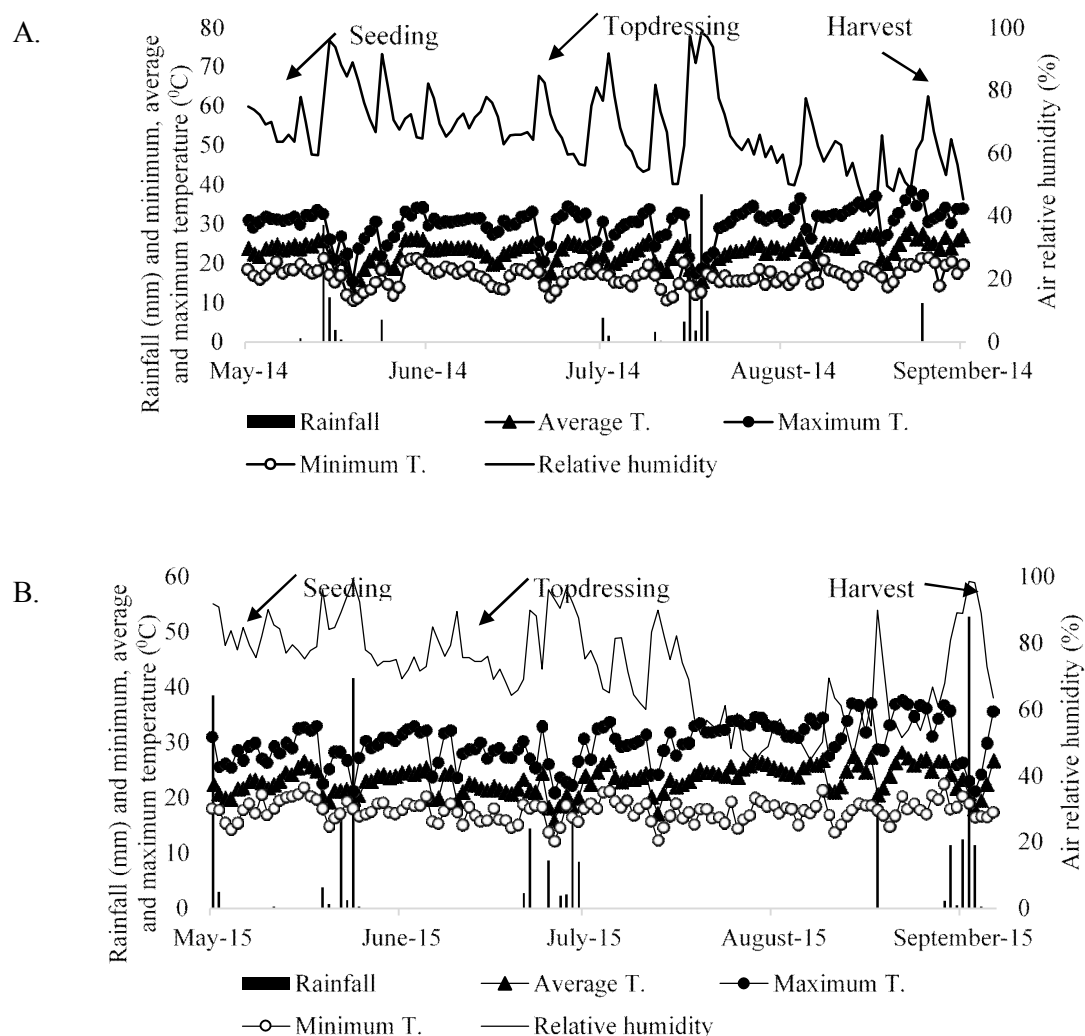 A.
Rainfall (mm) and minimum, average
and maximum temperature (⁰C)
80
70
60
50
40
30
20
10
0
Seeding
Topdressing
Harvest
100
80
60
40
20
0
Air relative humidity (%)
May-14 June-14 July-14 August-14 September-14
Rainfall Average T. Maximum T.
Minimum T. Relative humidity
B.
Rainfall (mm) and minimum, average
and maximum temperature (⁰C)
60
50
40
30
20
10
0
Seeding
Topdressing
Harvest
100
80
60
40
20
0
Air relative humidity (%)
May-15 June-15 July-15 August-15 September-15
Rainfall Average T. Maximum T.
Minimum T. Relative humidity